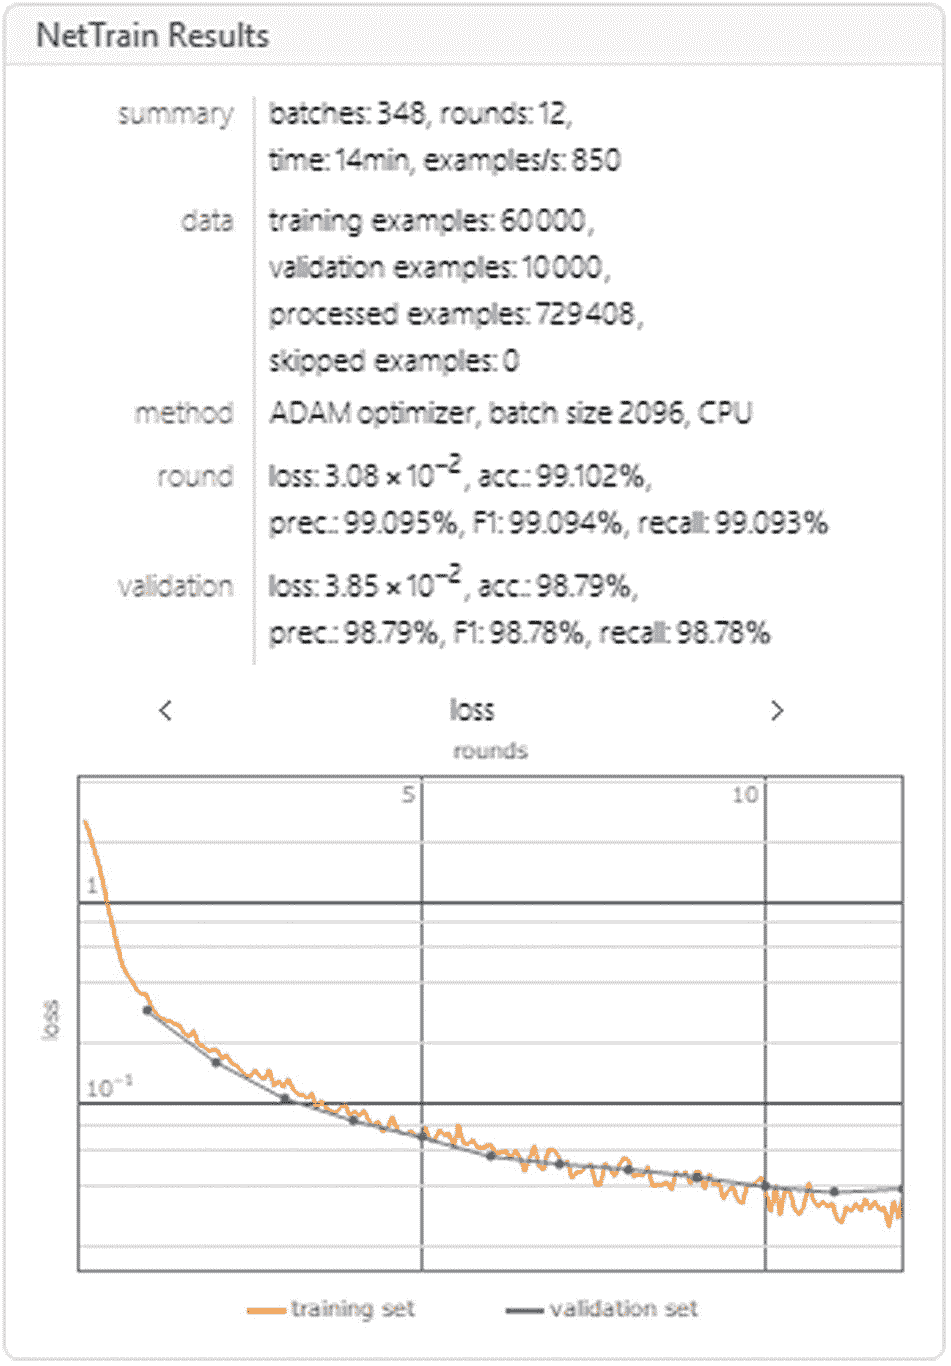 NetTrain Results
summary batches: 348, rounds: 12,
time: 14min, examples/s: 850
data training examples: 60000,
validation examples: 10000,
processed examples: 729408,
skipped examples: 0
method ADAM optimizer, batch size 2096, CPU
round loss: 3.08 × 10⁻², acc.: 99.102%,
prec.: 99.095%, F1: 99.094%, recall: 99.093%
validation loss: 3.85 × 10⁻², acc.: 98.79%,
prec.: 98.79%, F1: 98.78%, recall: 98.78%
< loss >
rounds
5 10
1
10⁻¹
loss
training set validation set